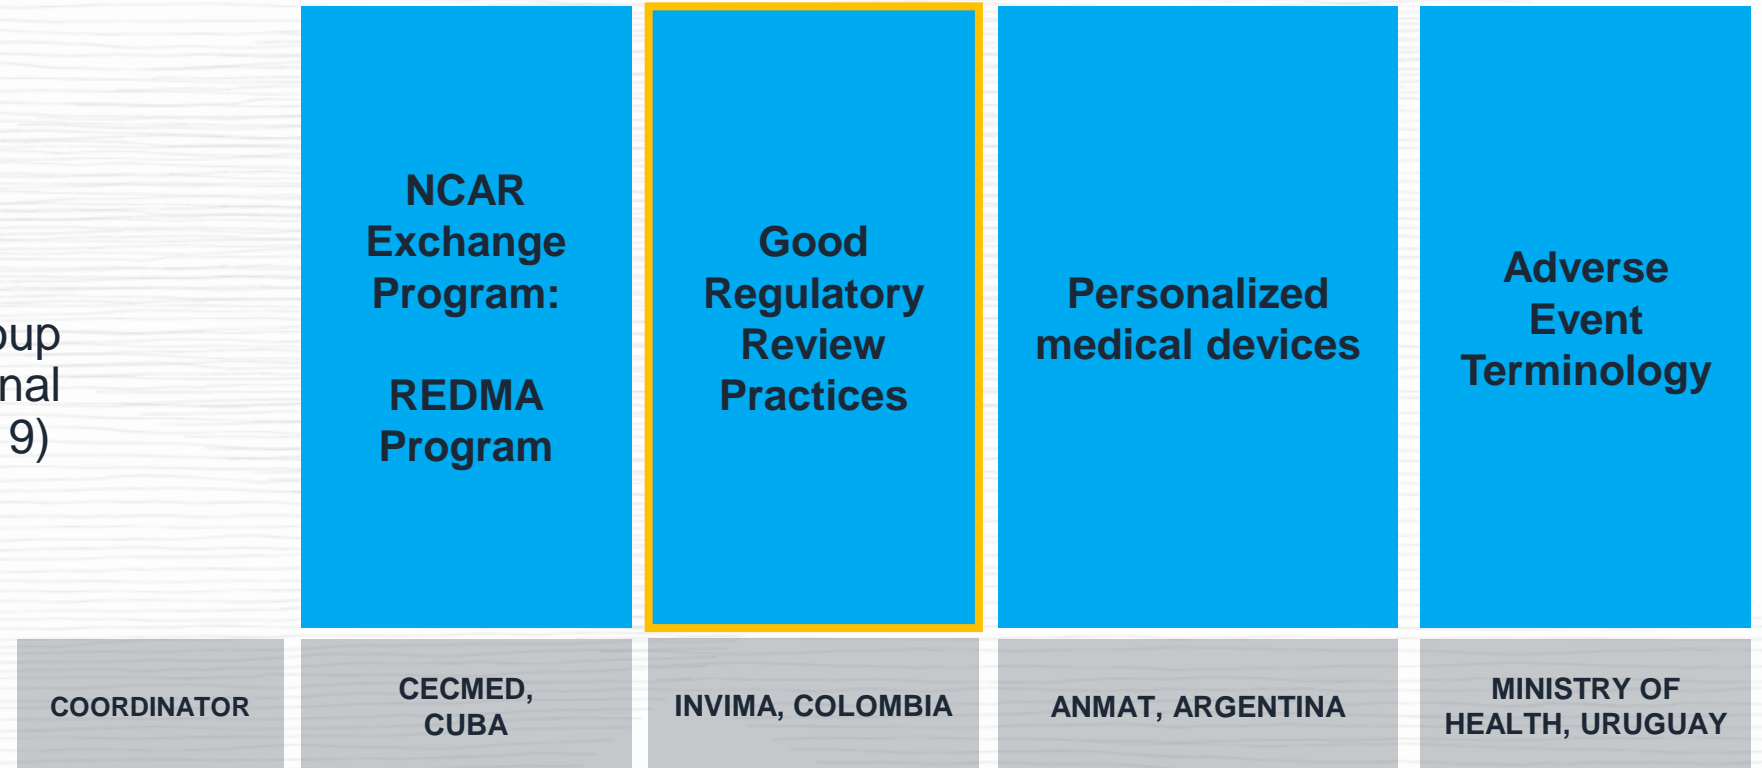 9)
NCAR
Exchange
Program:
REDMA
Program
Good
Regulatory
Review
Practices
Personalized
medical devices
Adverse
Event
Terminology
COORDINATOR
CECMED,
CUBA
INVIMA, COLOMBIA
ANMAT, ARGENTINA
MINISTRY OF
HEALTH, URUGUAY